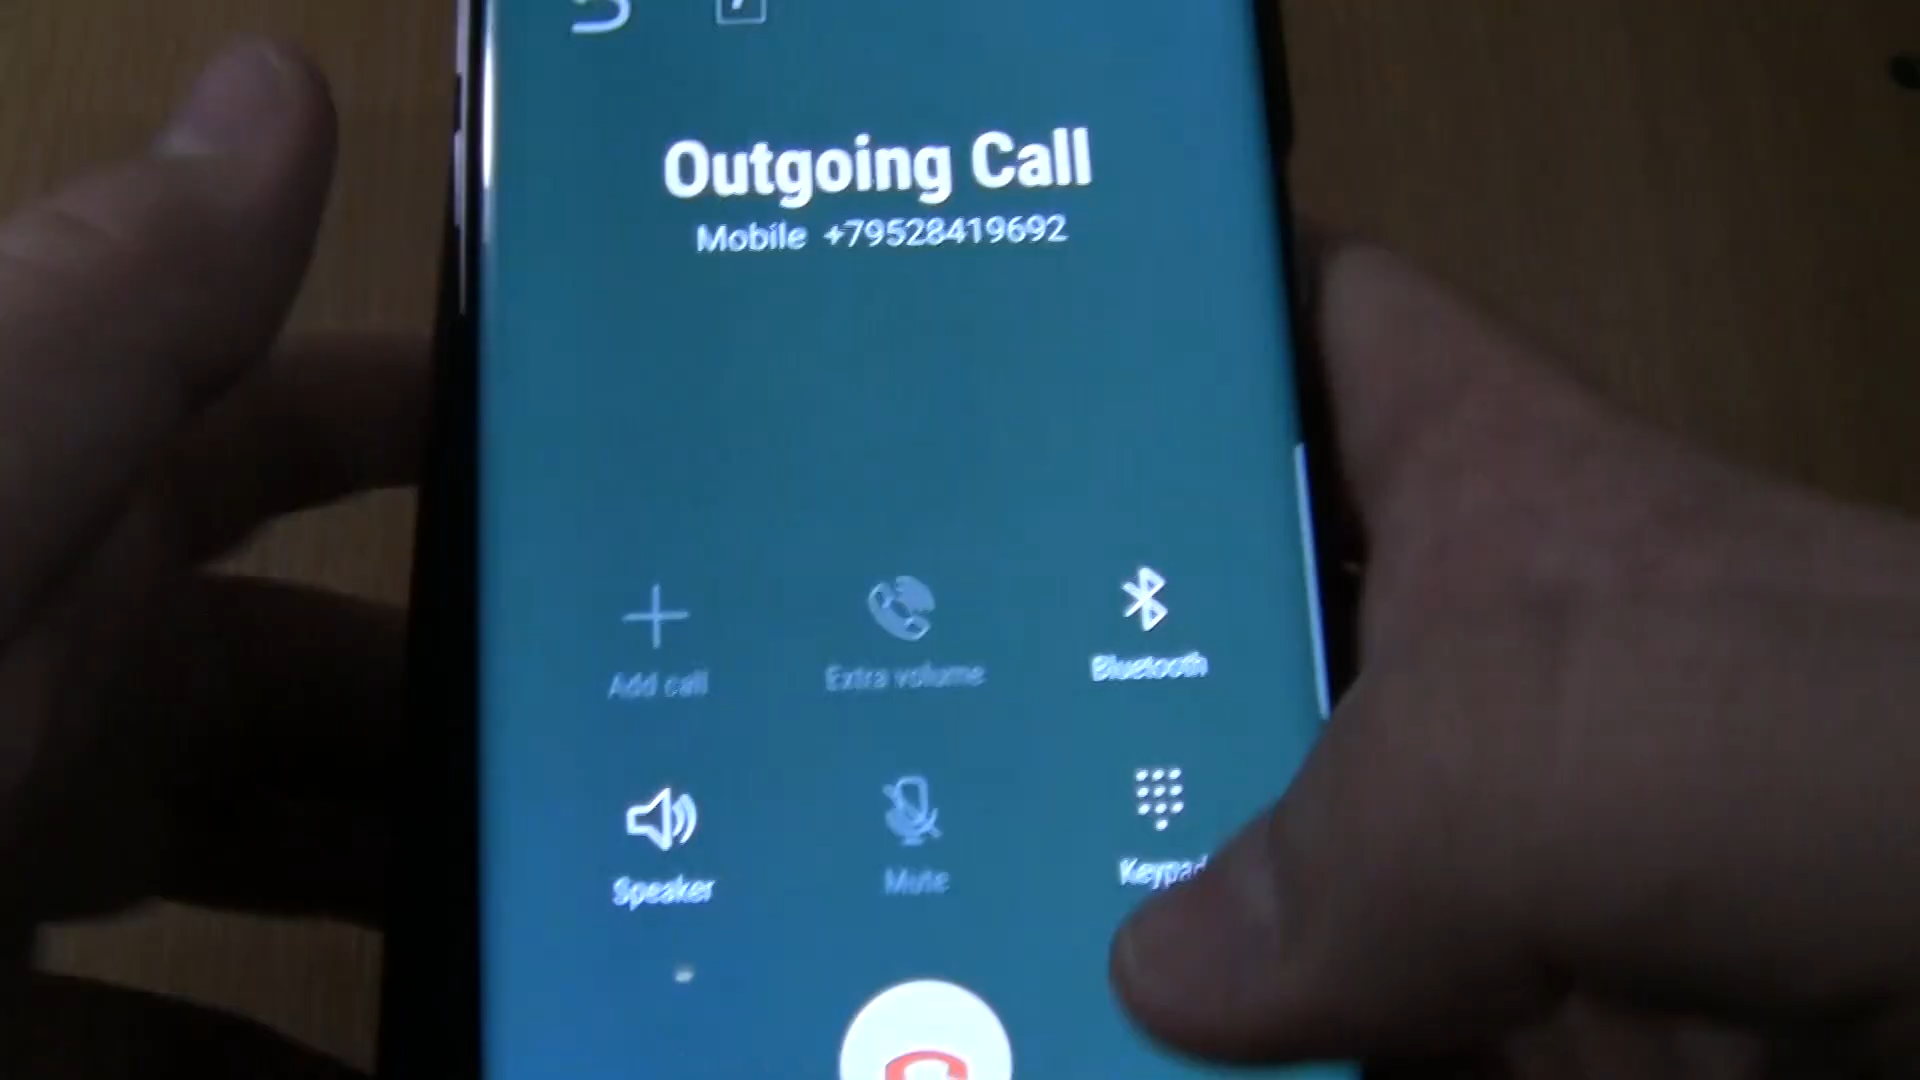 Outgoing Call
Mobile +79528419692
Add call
Extra volume
Bluetooth
Speaker
Mute
Keypad